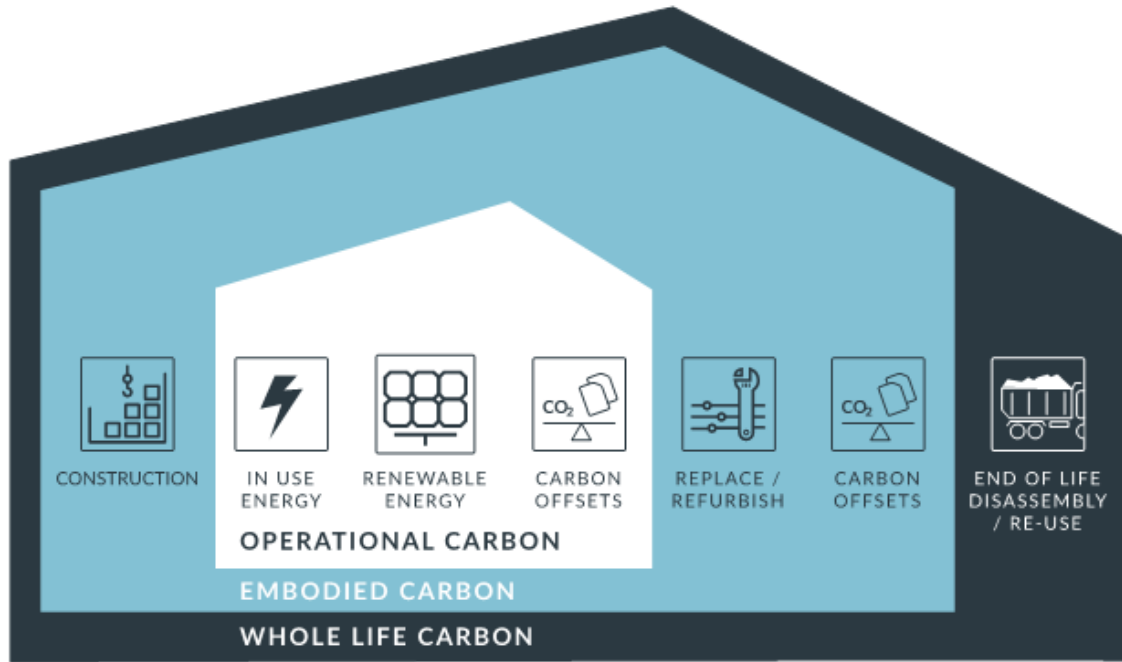 CONSTRUCTION
IN USE
ENERGY
RENEWABLE
ENERGY
CO₂
CARBON
OFFSETS
REPLACE /
REFURBISH
CO₂
CARBON
OFFSETS
END OF LIFE
DISASSEMBLY
/ RE-USE
OPERATIONAL CARBON
EMBODIED CARBON
WHOLE LIFE CARBON